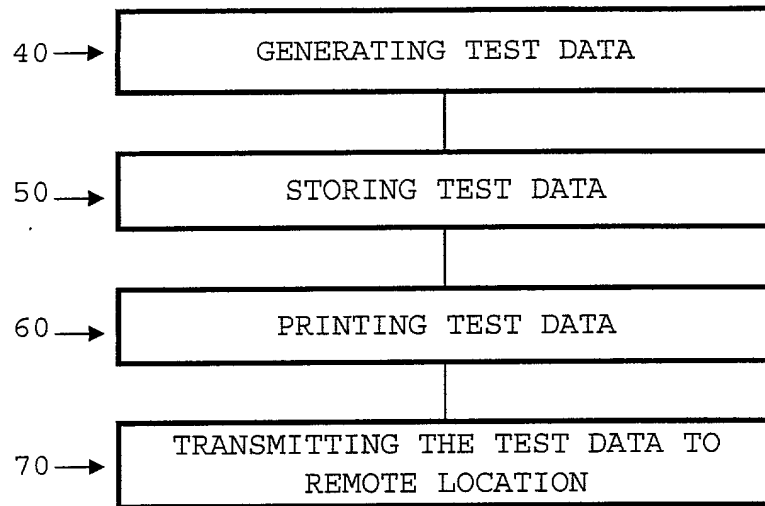 40 GENERATING TEST DATA
50 STORING TEST DATA
60 PRINTING TEST DATA
70 TRANSMITTING THE TEST DATA TO
REMOTE LOCATION